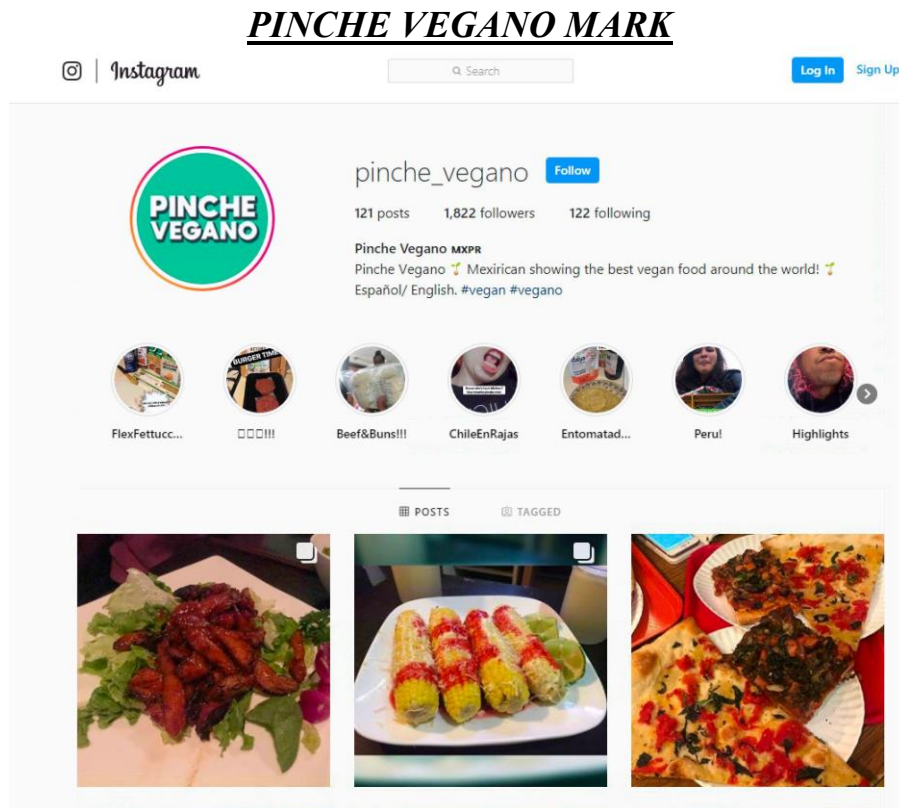 PINCHE VEGANO MARK
Instagram
Search
Log In
Sign Up
PINCHE
VEGANO
pinche_vegano
Follow
121 posts 1,822 followers 122 following
Pinche Vegano MXPR
Pinche Vegano 🌱 Mexirican showing the best vegan food around the world! 🌱
Español/ English. #vegan #vegano
BURGER TIME
FlexFettucc...
!!!
Beef&Buns!!!
ChileEnRajas
Entomatad...
Peru!
Highlights
POSTS
TAGGED